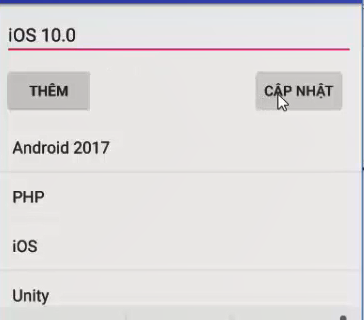 iOS 10.0
THÊM CẬP NHẬT
Android 2017
PHP
iOS
Unity